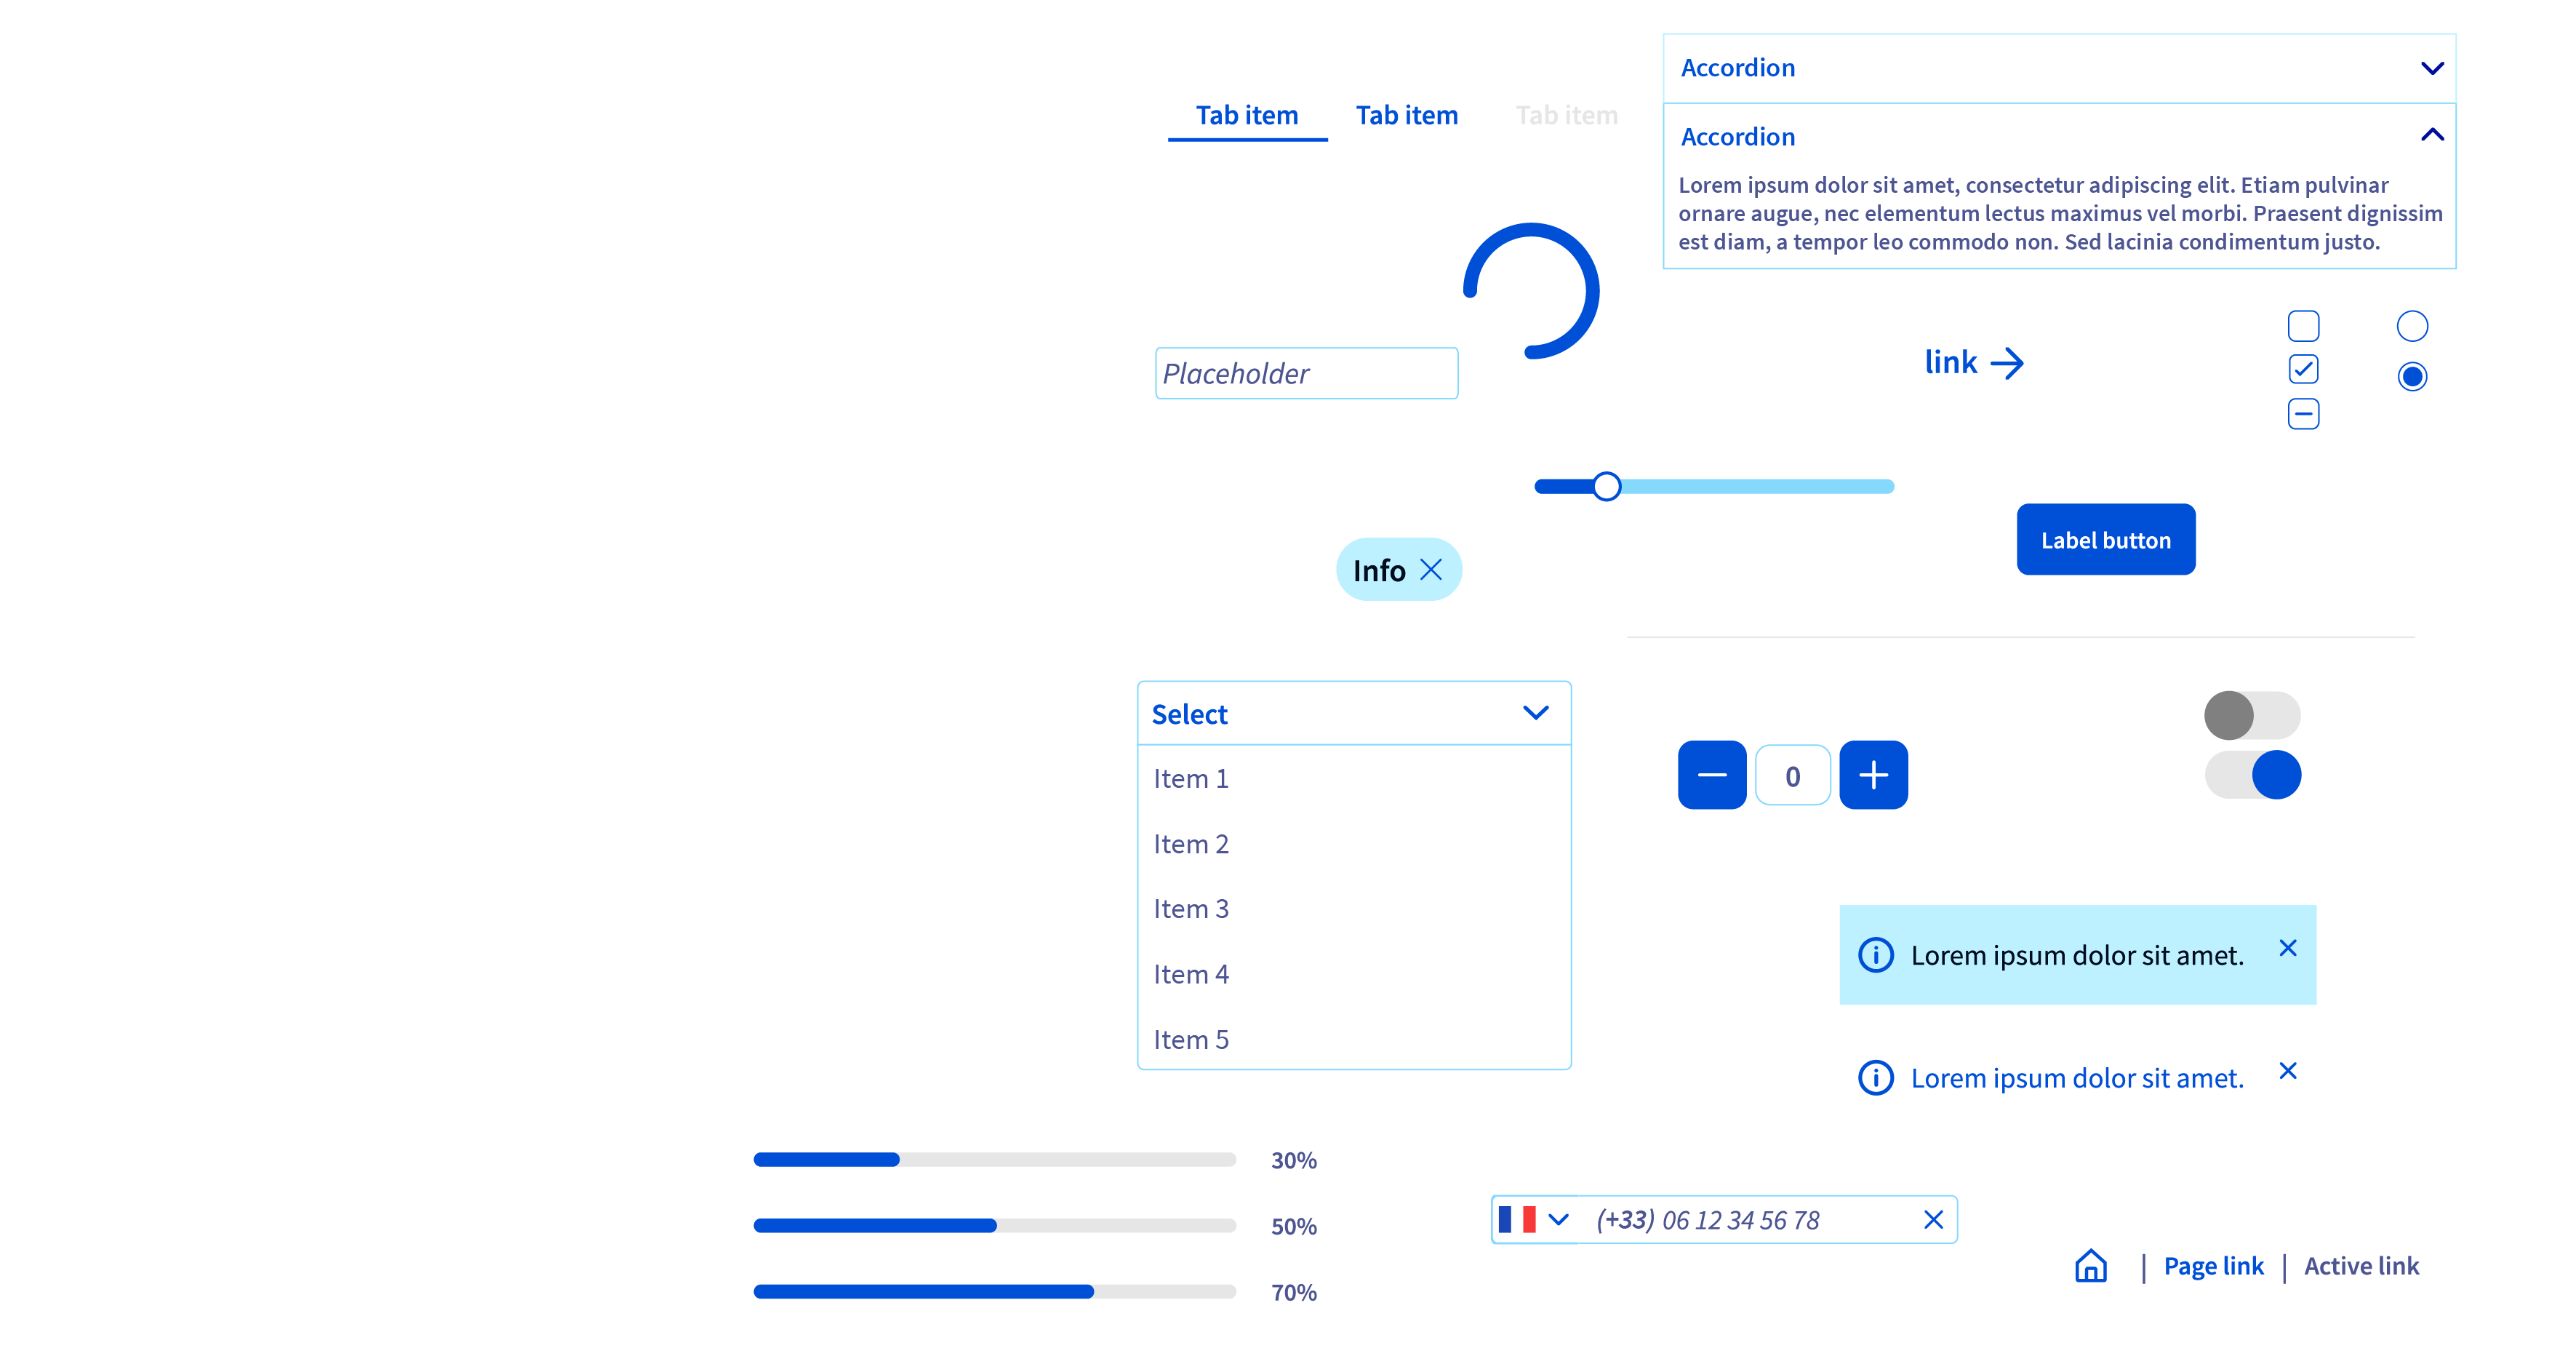 Accordion
Tab item Tab item Tab item
Accordion
Lorem ipsum dolor sit amet, consectetur adipiscing elit. Etiam pulvinar
ornare augue, nec elementum lectus maximus vel morbi. Praesent dignissim
est diam, a tempor leo commodo non. Sed lacinia condimentum justo.
link
Placeholder
Label button
Info
Select
Item 1
Item 2
Item 3
Item 4
Item 5
0
Lorem ipsum dolor sit amet.
Lorem ipsum dolor sit amet.
30%
50%
70%
(+33) 06 12 34 56 78
| Page link | Active link